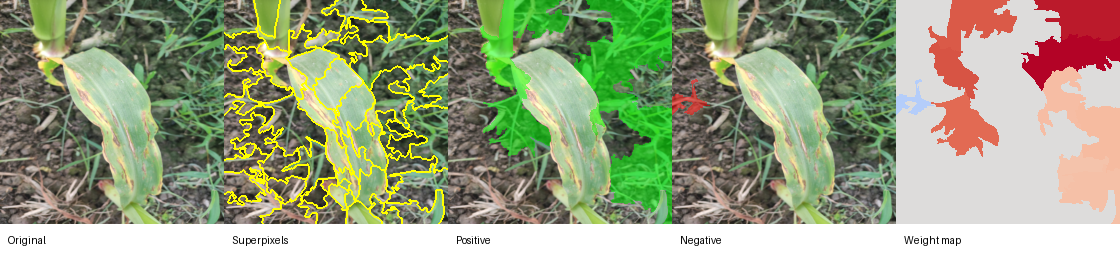 Original
Superpixels
Positive
Negative
Weight map